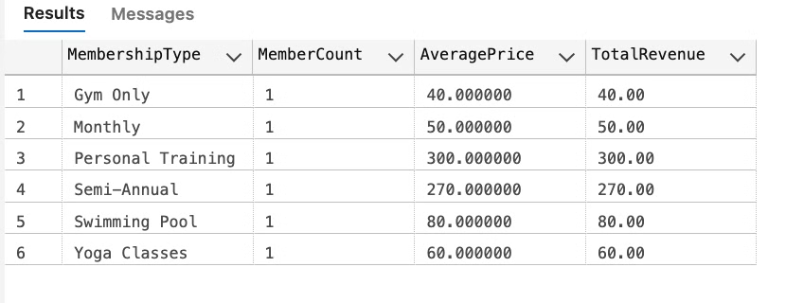 Results Messages
MembershipType MemberCount AveragePrice TotalRevenue
1 Gym Only 1 40.000000 40.00
2 Monthly 1 50.000000 50.00
3 Personal Training 1 300.000000 300.00
4 Semi-Annual 1 270.000000 270.00
5 Swimming Pool 1 80.000000 80.00
6 Yoga Classes 1 60.000000 60.00